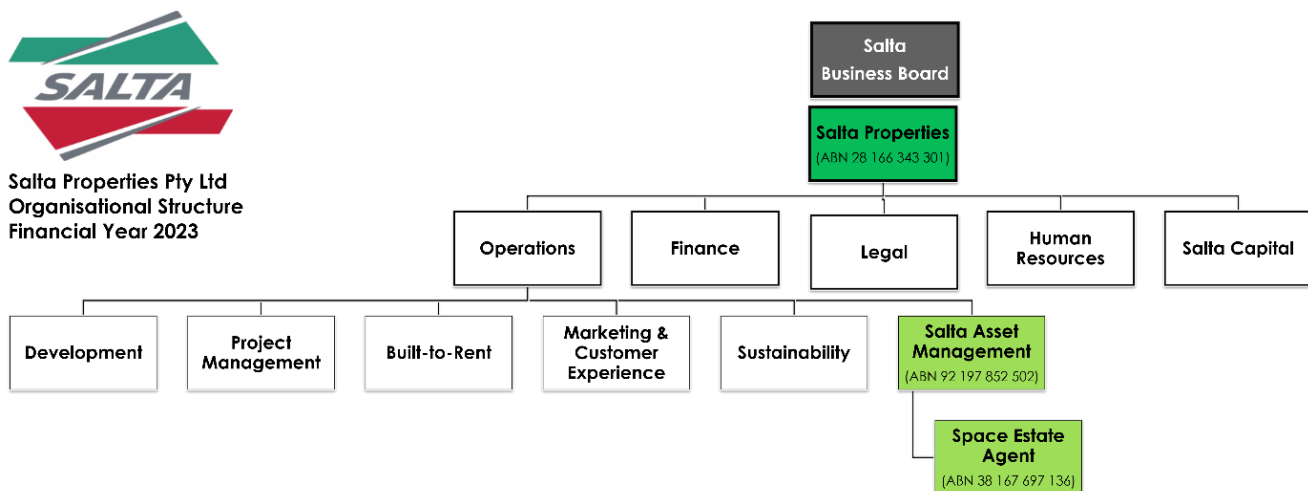 SALTA
Salta Properties Pty Ltd
Organisational Structure
Financial Year 2023
Salta
Business Board
Salta Properties
(ABN 28 166 343 301)
Operations
Finance
Legal
Human
Resources
Salta Capital
Development
Project
Management
Built-to-Rent
Marketing &
Customer
Experience
Sustainability
Salta Asset
Management
(ABN 92 197 852 502)
Space Estate
Agent
(ABN 38 167 697 136)